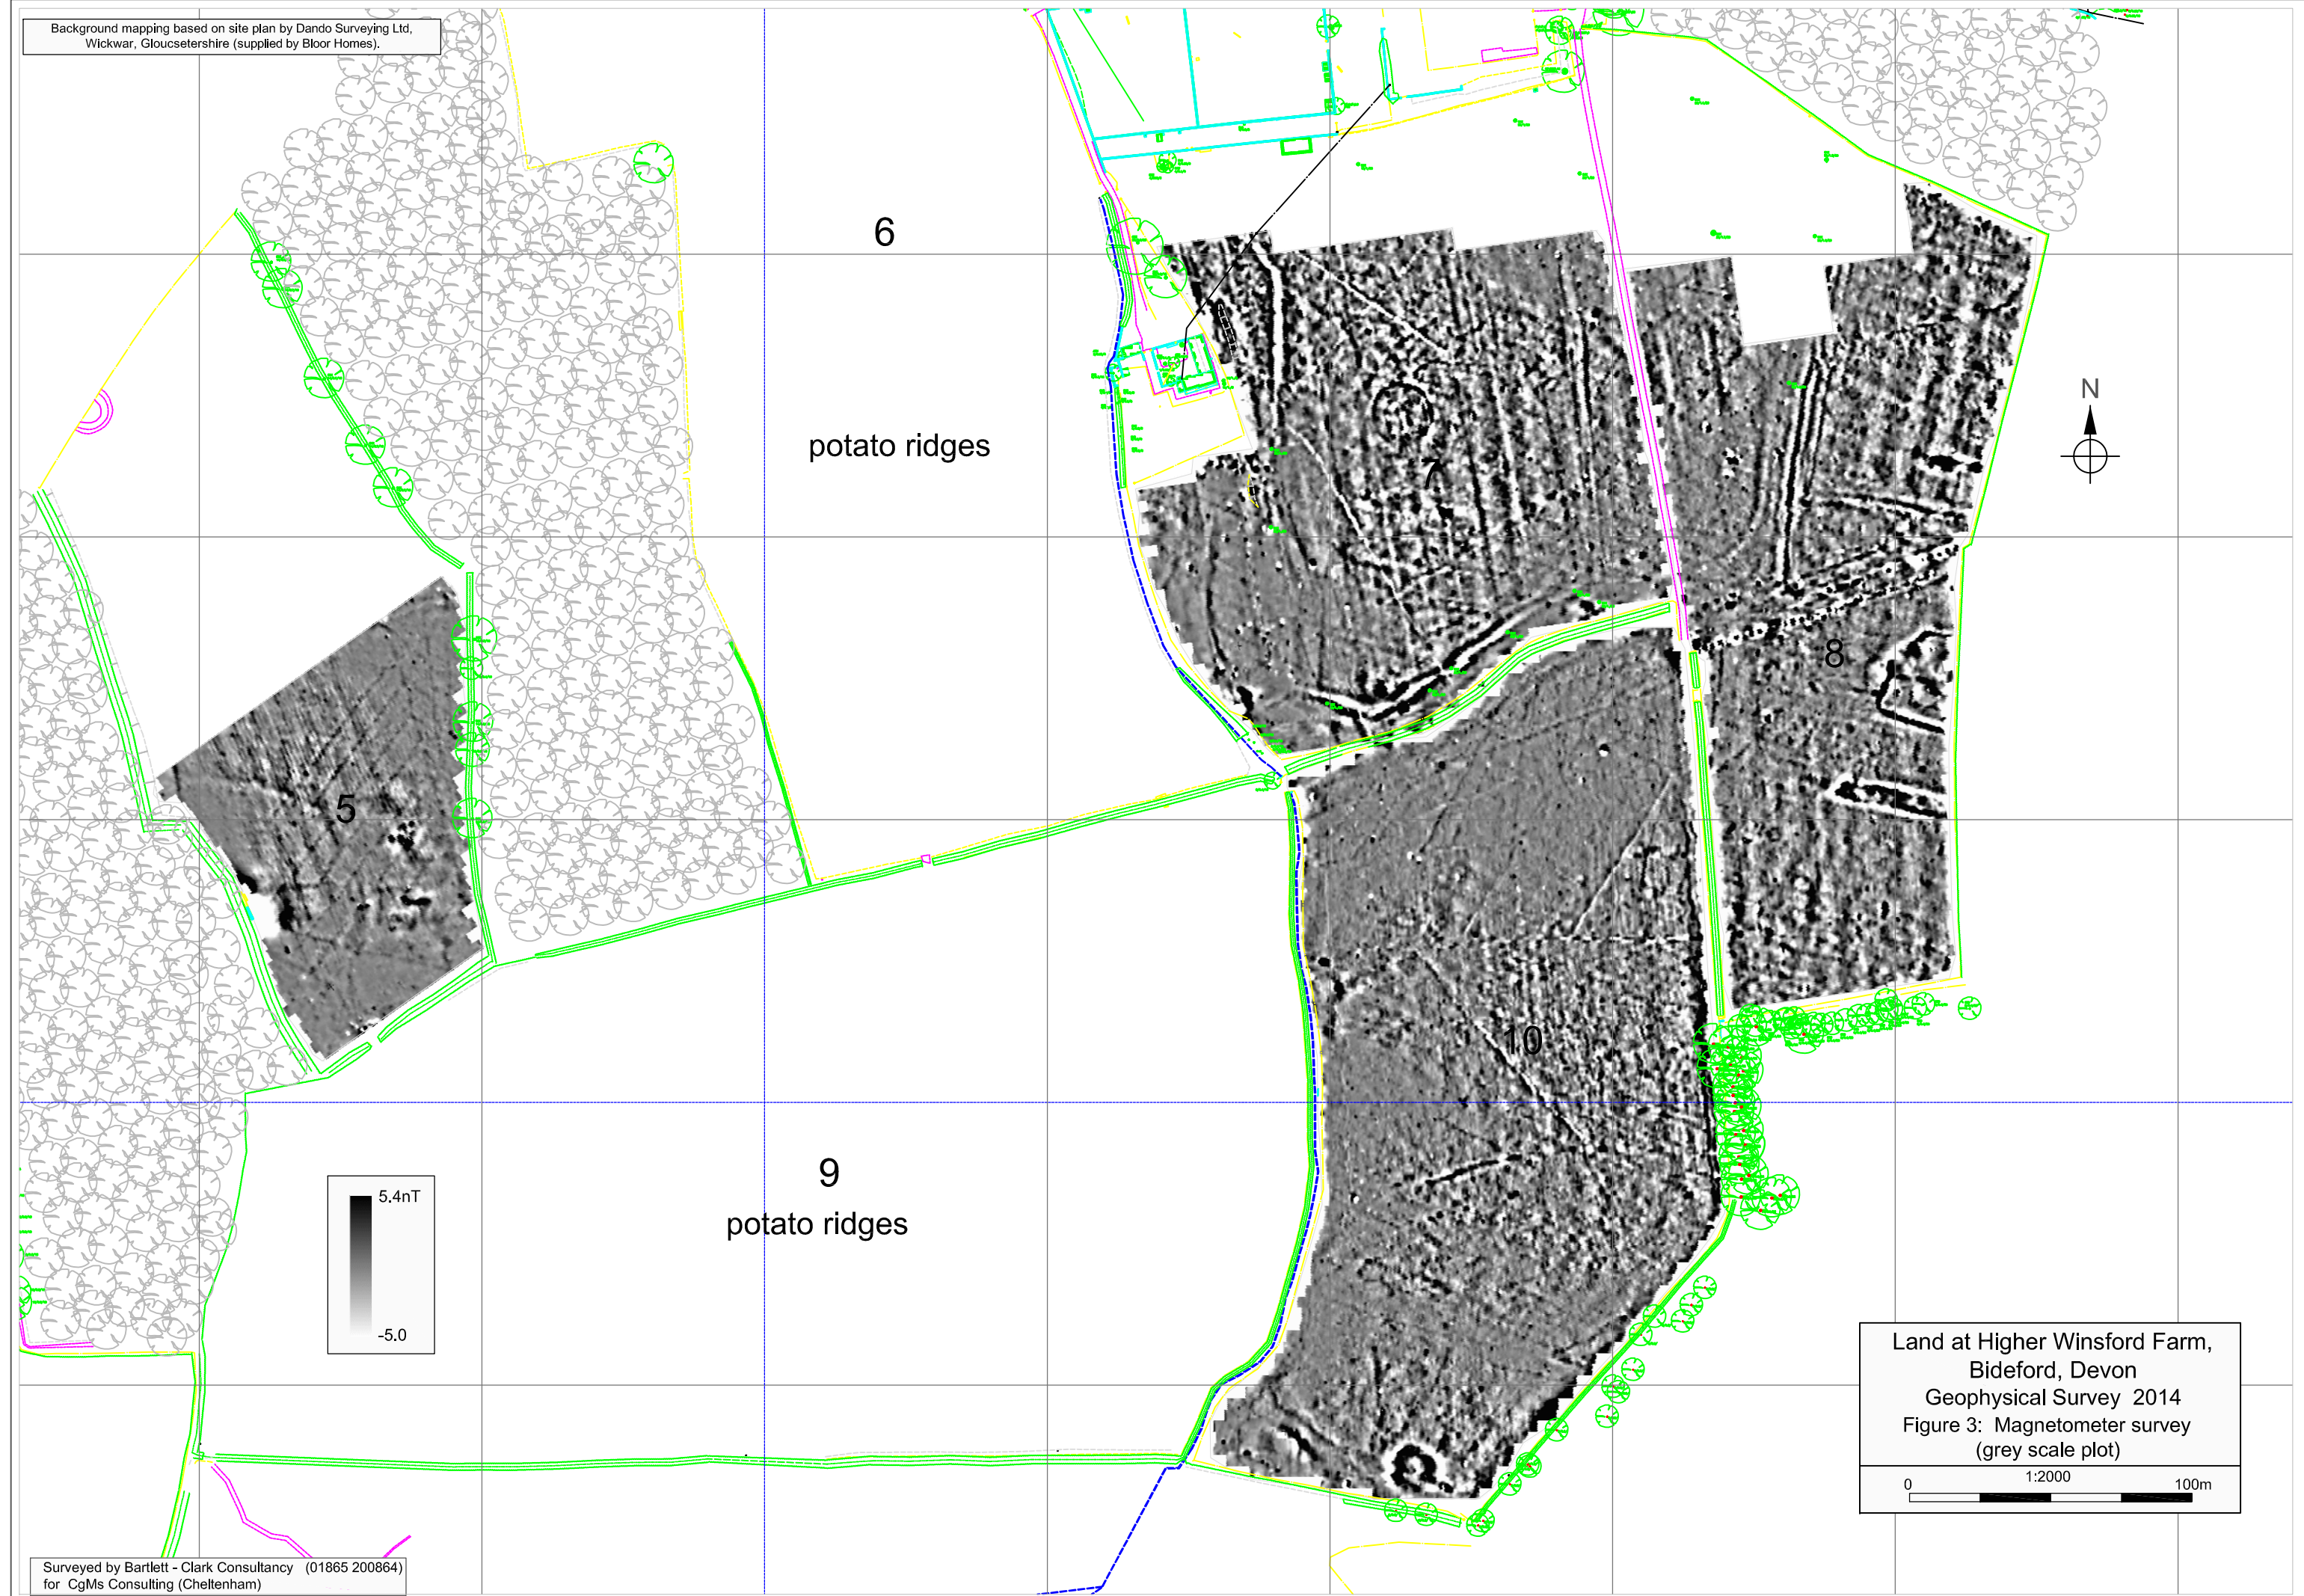 Background mapping based on site plan by Dando Surveying Ltd,
Wickwar, Gloucsetershire (supplied by Bloor Homes).
6
potato ridges
7
N
8
5
10
9
potato ridges
5.4nT
-5.0
Land at Higher Winsford Farm,
Bideford, Devon
Geophysical Survey 2014
Figure 3: Magnetometer survey
(grey scale plot)
1:2000
0 100m
Surveyed by Bartlett - Clark Consultancy (01865 200864)
for CgMs Consulting (Cheltenham)